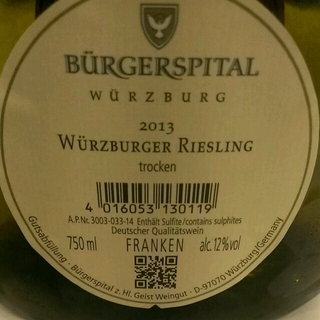 BÜRGERSPITAL
WÜRZBURG
2013
WÜRZBURGER RIESLING
trocken
4 016053 130119
A.P.Nr. 3003-033-14 Enthält Sulfite/contains sulphites
Deutscher Qualitätswein
750 ml FRANKEN alc. 12% vol
Gutsabfüllung - Bürgerspital z. Hl. Geist Weingut - D-97070 Würzburg/Germany